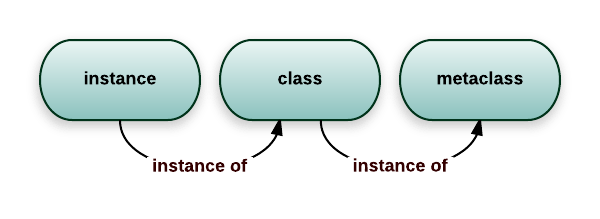 instance
class
metaclass
instance of
instance of